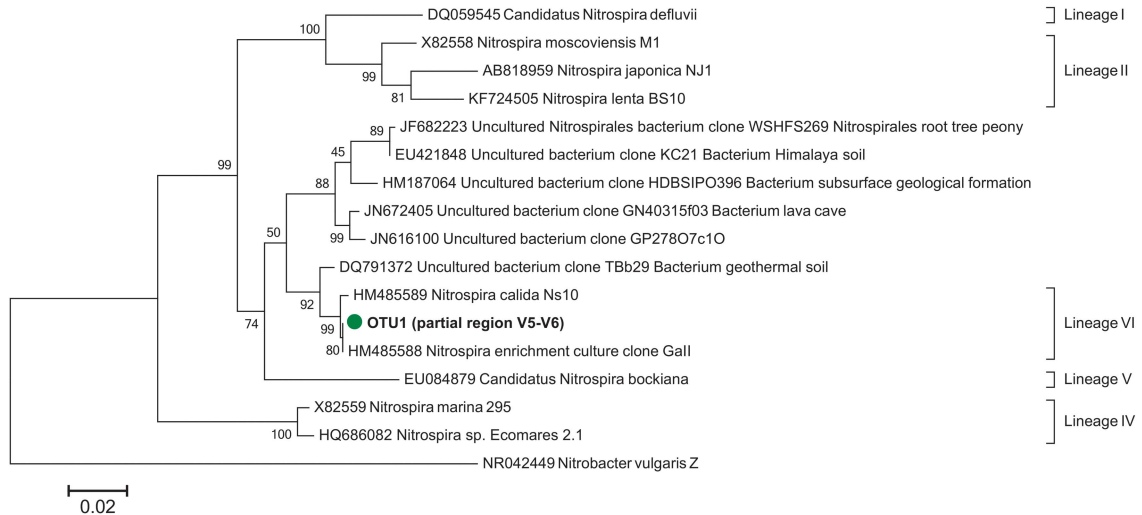 DQ059545 Candidatus Nitrospira defluvii
Lineage I
100
X82558 Nitrospira moscoviensis M1
AB818959 Nitrospira japonica NJ1
Lineage II
99
KF724505 Nitrospira lenta BS10
81
JF682223 Uncultured Nitrospirales bacterium clone WSHFS269 Nitrospirales root tree peony
89
EU421848 Uncultured bacterium clone KC21 Bacterium Himalaya soil
45
99
HM187064 Uncultured bacterium clone HDBSIPO396 Bacterium subsurface geological formation
88
JN672405 Uncultured bacterium clone GN40315f03 Bacterium lava cave
50
99
JN616100 Uncultured bacterium clone GP278O7c1O
DQ791372 Uncultured bacterium clone TBb29 Bacterium geothermal soil
HM485589 Nitrospira calida Ns10
92
OTU1 (partial region V5-V6)
Lineage VI
74
99
80
HM485588 Nitrospira enrichment culture clone GaII
EU084879 Candidatus Nitrospira bockiana
Lineage V
X82559 Nitrospira marina 295
Lineage IV
100
HQ686082 Nitrospira sp. Ecomares 2.1
NR042449 Nitrobacter vulgaris Z
0.02